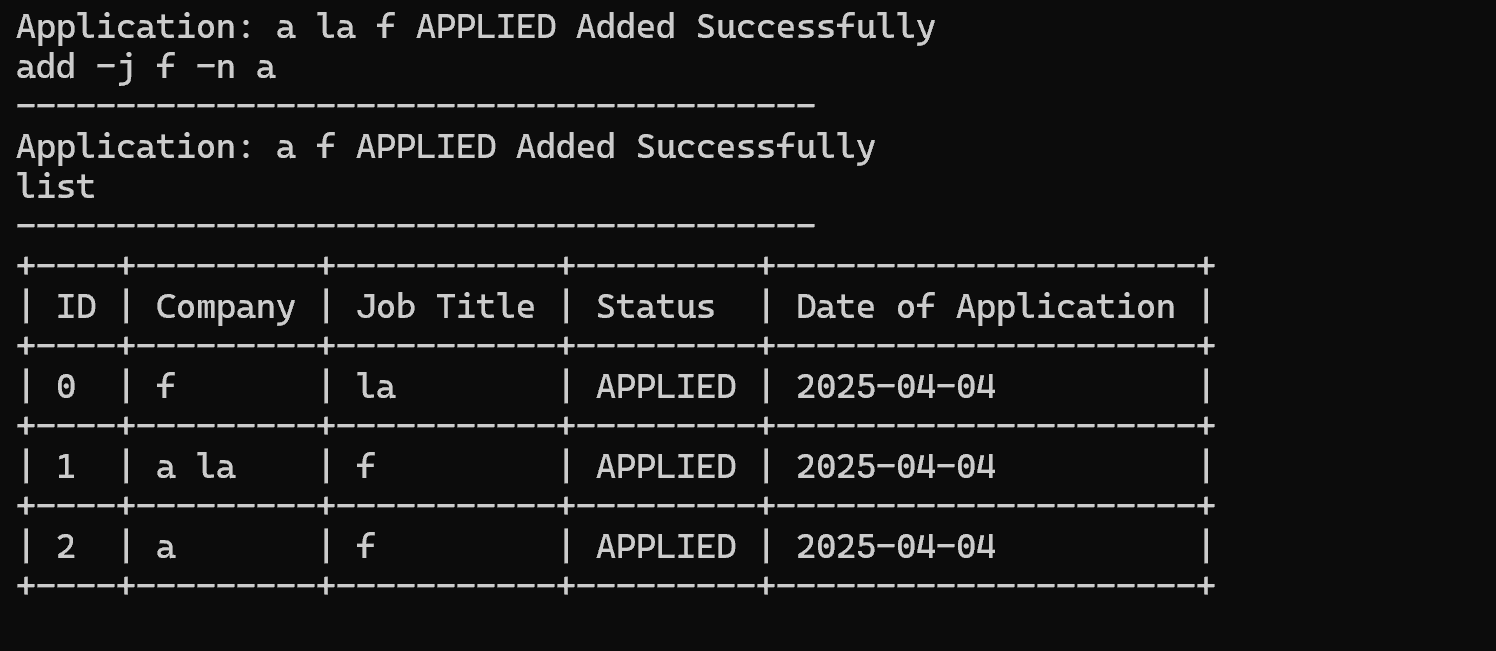 Application: a la f APPLIED Added Successfully
add -j f -n a
----------------------------------------
Application: a f APPLIED Added Successfully
list
----------------------------------------
+----+---------+-----------+---------+---------------------+
| ID | Company | Job Title | Status  | Date of Application |
+----+---------+-----------+---------+---------------------+
| 0  | f       | la        | APPLIED | 2025-04-04          |
+----+---------+-----------+---------+---------------------+
| 1  | a la    | f         | APPLIED | 2025-04-04          |
+----+---------+-----------+---------+---------------------+
| 2  | a       | f         | APPLIED | 2025-04-04          |
+----+---------+-----------+---------+---------------------+